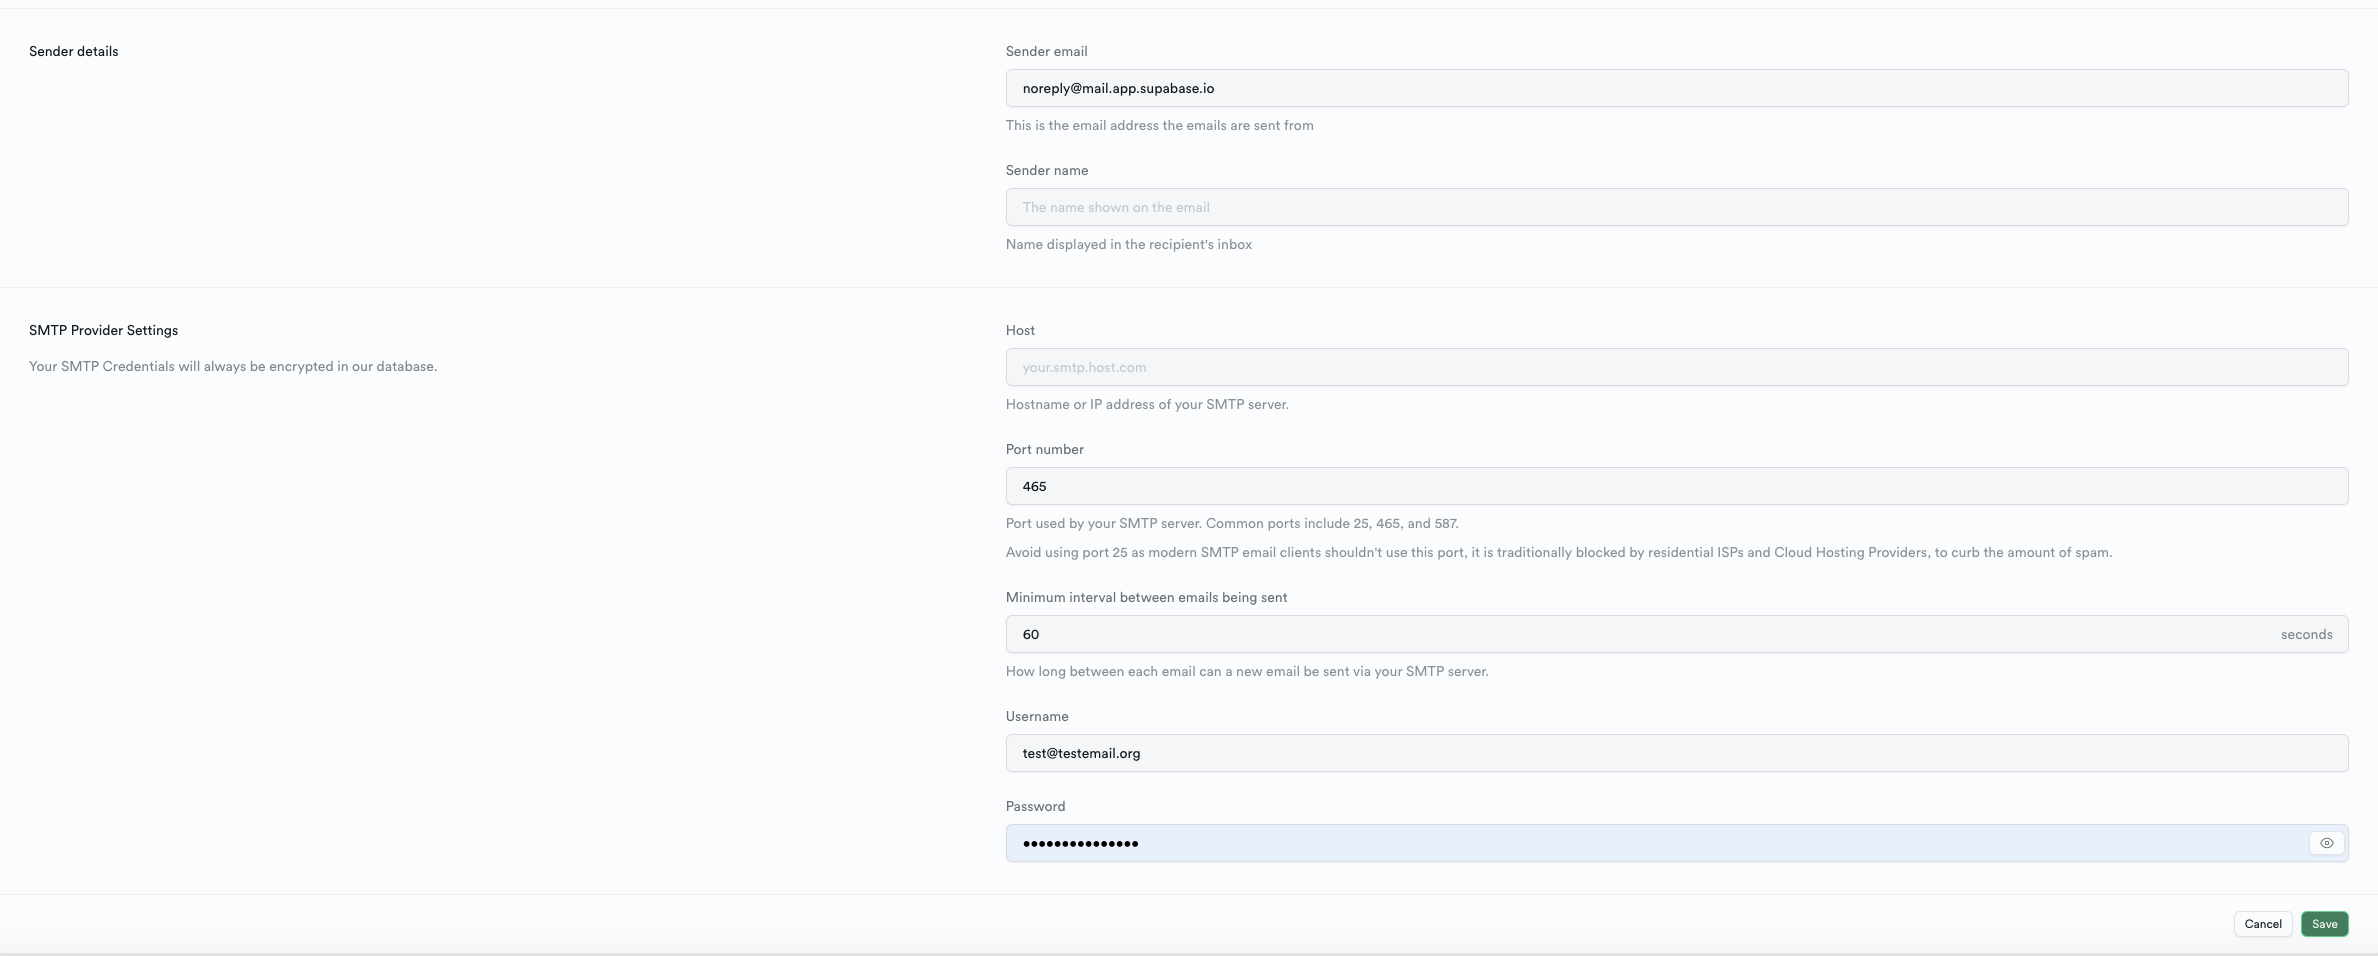 Sender details
Sender email
noreply@mail.app.supabase.io
This is the email address the emails are sent from
Sender name
The name shown on the email
Name displayed in the recipient's inbox
SMTP Provider Settings
Your SMTP Credentials will always be encrypted in our database.
Host
your.smtp.host.com
Hostname or IP address of your SMTP server.
Port number
465
Port used by your SMTP server. Common ports include 25, 465, and 587.
Avoid using port 25 as modern SMTP email clients shouldn't use this port, it is traditionally blocked by residential ISPs and Cloud Hosting Providers, to curb the amount of spam.
Minimum interval between emails being sent
60 seconds
How long between each email can a new email be sent via your SMTP server.
Username
test@testemail.org
Password
•••••••••••••••
Cancel Save